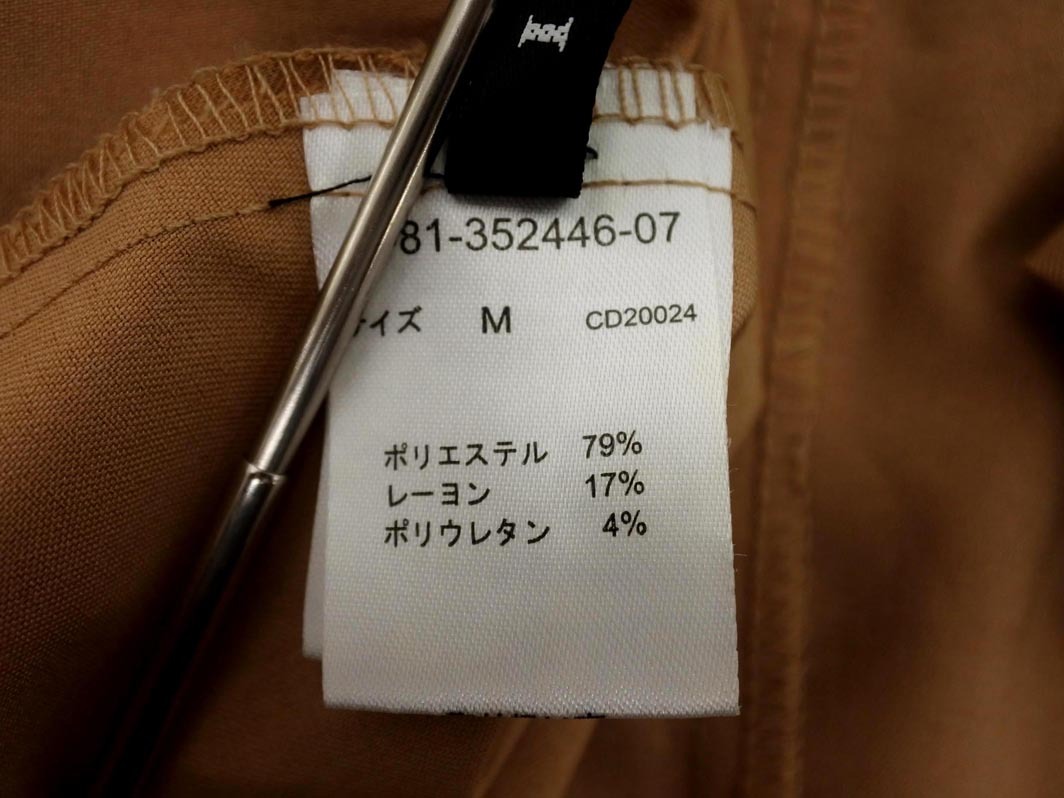 81-352446-07
サイズ M CD20024
ポリエステル 79%
レーヨン 17%
ポリウレタン 4%